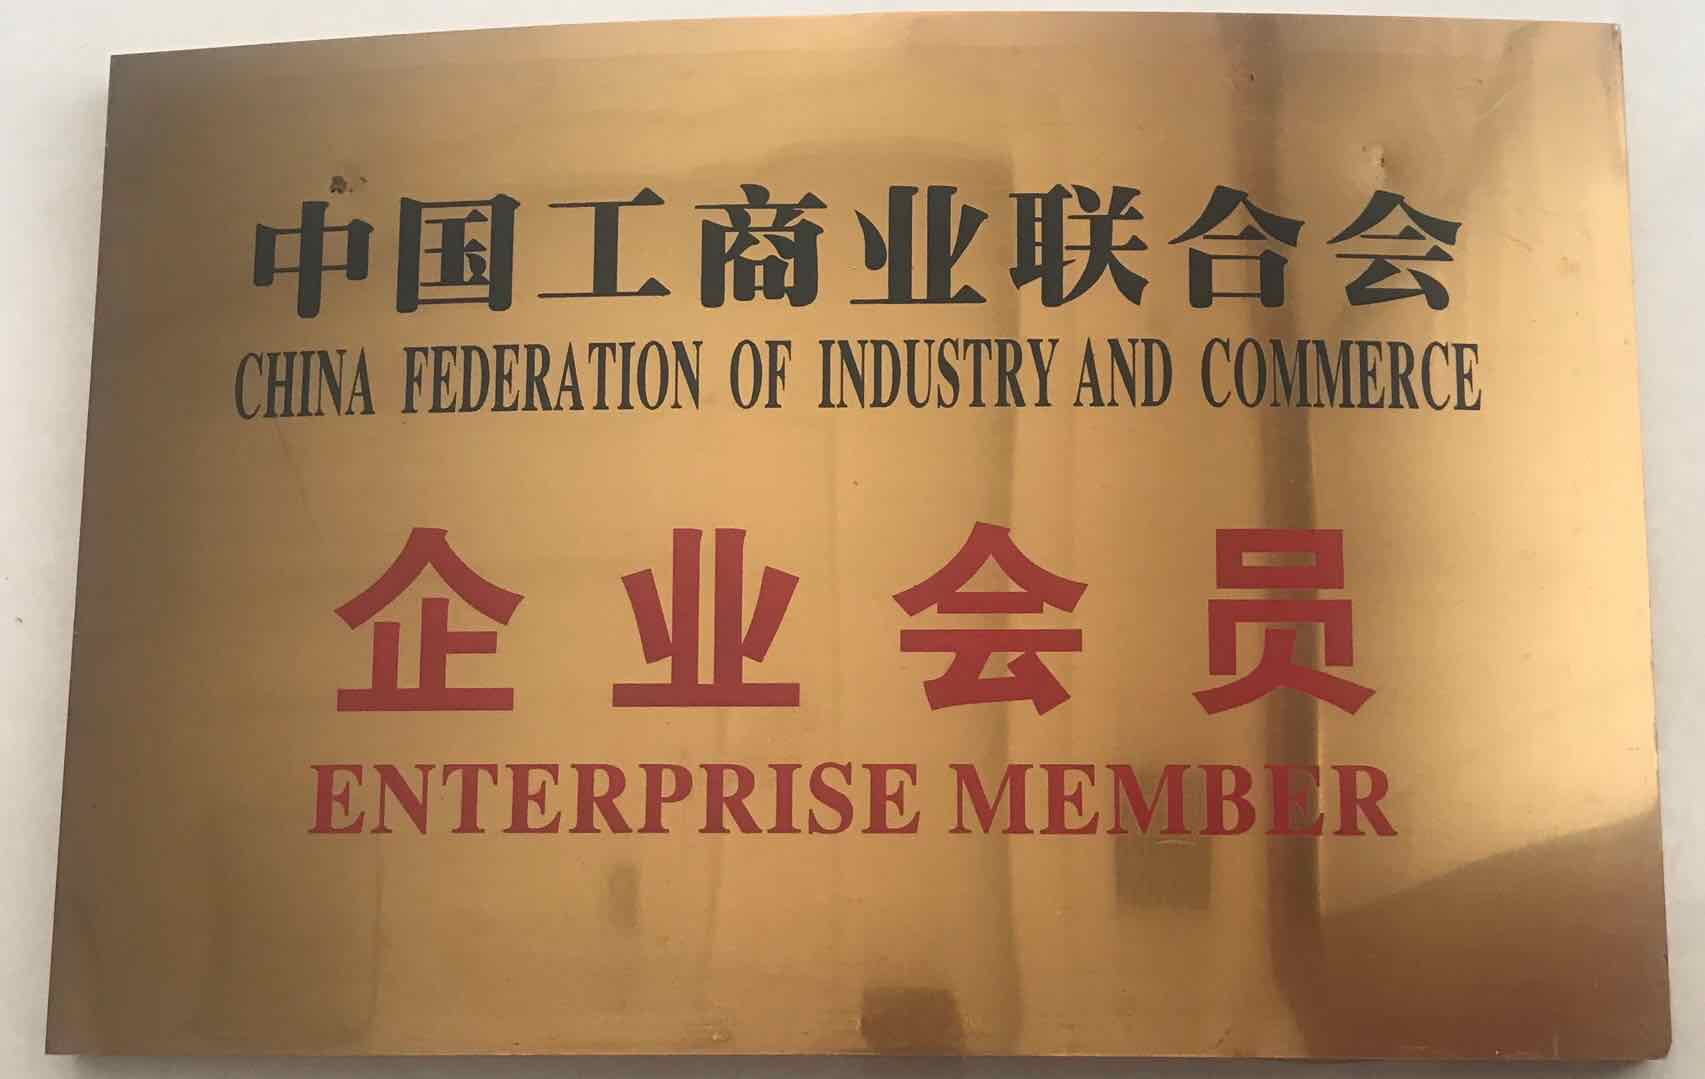 中国工商业联合会
CHINA FEDERATION OF INDUSTRY AND COMMERCE
企业会员
ENTERPRISE MEMBER